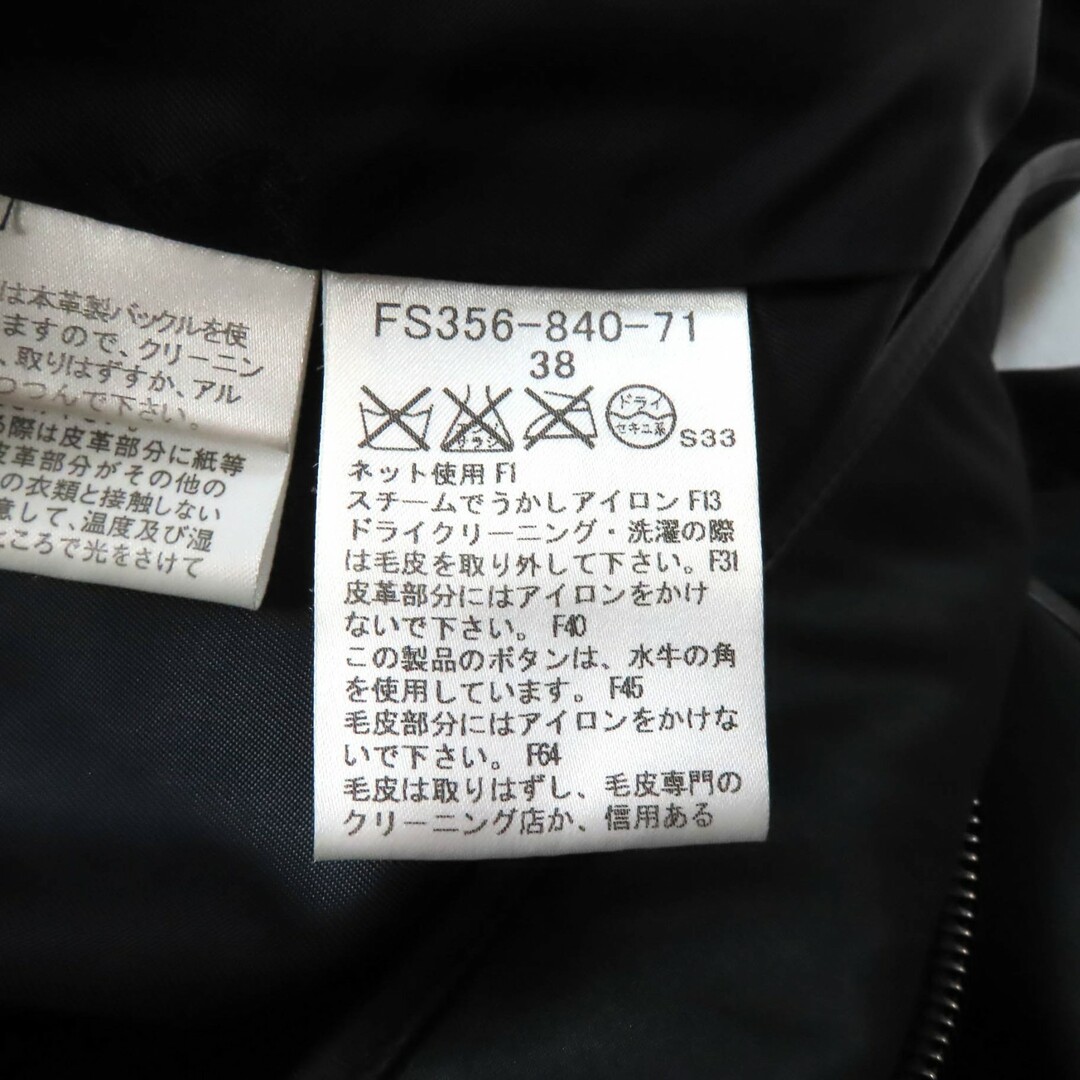 は本革製バックルを使
ますので、クリーニン
、取りはずすか、アル
つつんで下さい。
る際は皮革部分に紙等
皮革部分がその他の
の衣類と接触しない
意して、温度及び湿
ところで光をさけて
FS356-840-71
38
ドライ
セキユ系
S33
ネット使用 F1
スチームでうかしアイロン F13
ドライクリーニング・洗濯の際
は毛皮を取り外して下さい。F31
皮革部分にはアイロンをかけ
ないで下さい。 F40
この製品のボタンは、水牛の角
を使用しています。 F45
毛皮部分にはアイロンをかけな
いで下さい。 F64
毛皮は取りはずし、毛皮専門の
クリーニング店か、信用ある